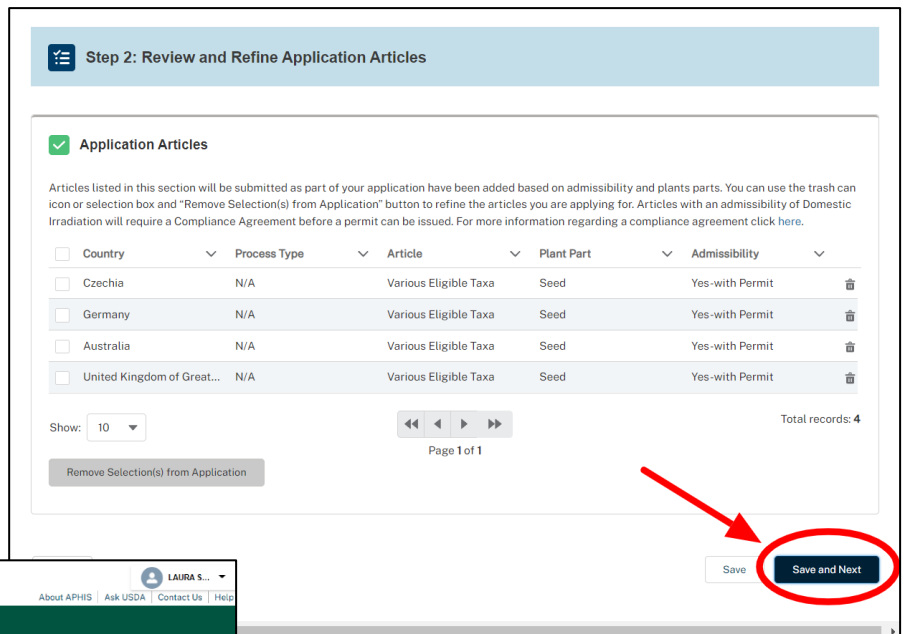 Step 2: Review and Refine Application Articles
Application Articles
Articles listed in this section will be submitted as part of your application have been added based on admissibility and plants parts. You can use the trash can
icon or selection box and "Remove Selection(s) from Application" button to refine the articles you are applying for. Articles with an admissibility of Domestic
Irradiation will require a Compliance Agreement before a permit can be issued. For more information regarding a compliance agreement click here.
Country Process Type Article Plant Part Admissibility
Czechia N/A Various Eligible Taxa Seed Yes-with Permit
Germany N/A Various Eligible Taxa Seed Yes-with Permit
Australia N/A Various Eligible Taxa Seed Yes-with Permit
United Kingdom of Great... N/A Various Eligible Taxa Seed Yes-with Permit
Show: 10 Total records: 4
Page 1 of 1
Remove Selection(s) from Application
Save Save and Next
LAURA S...
About APHIS Ask USDA Contact Us Help